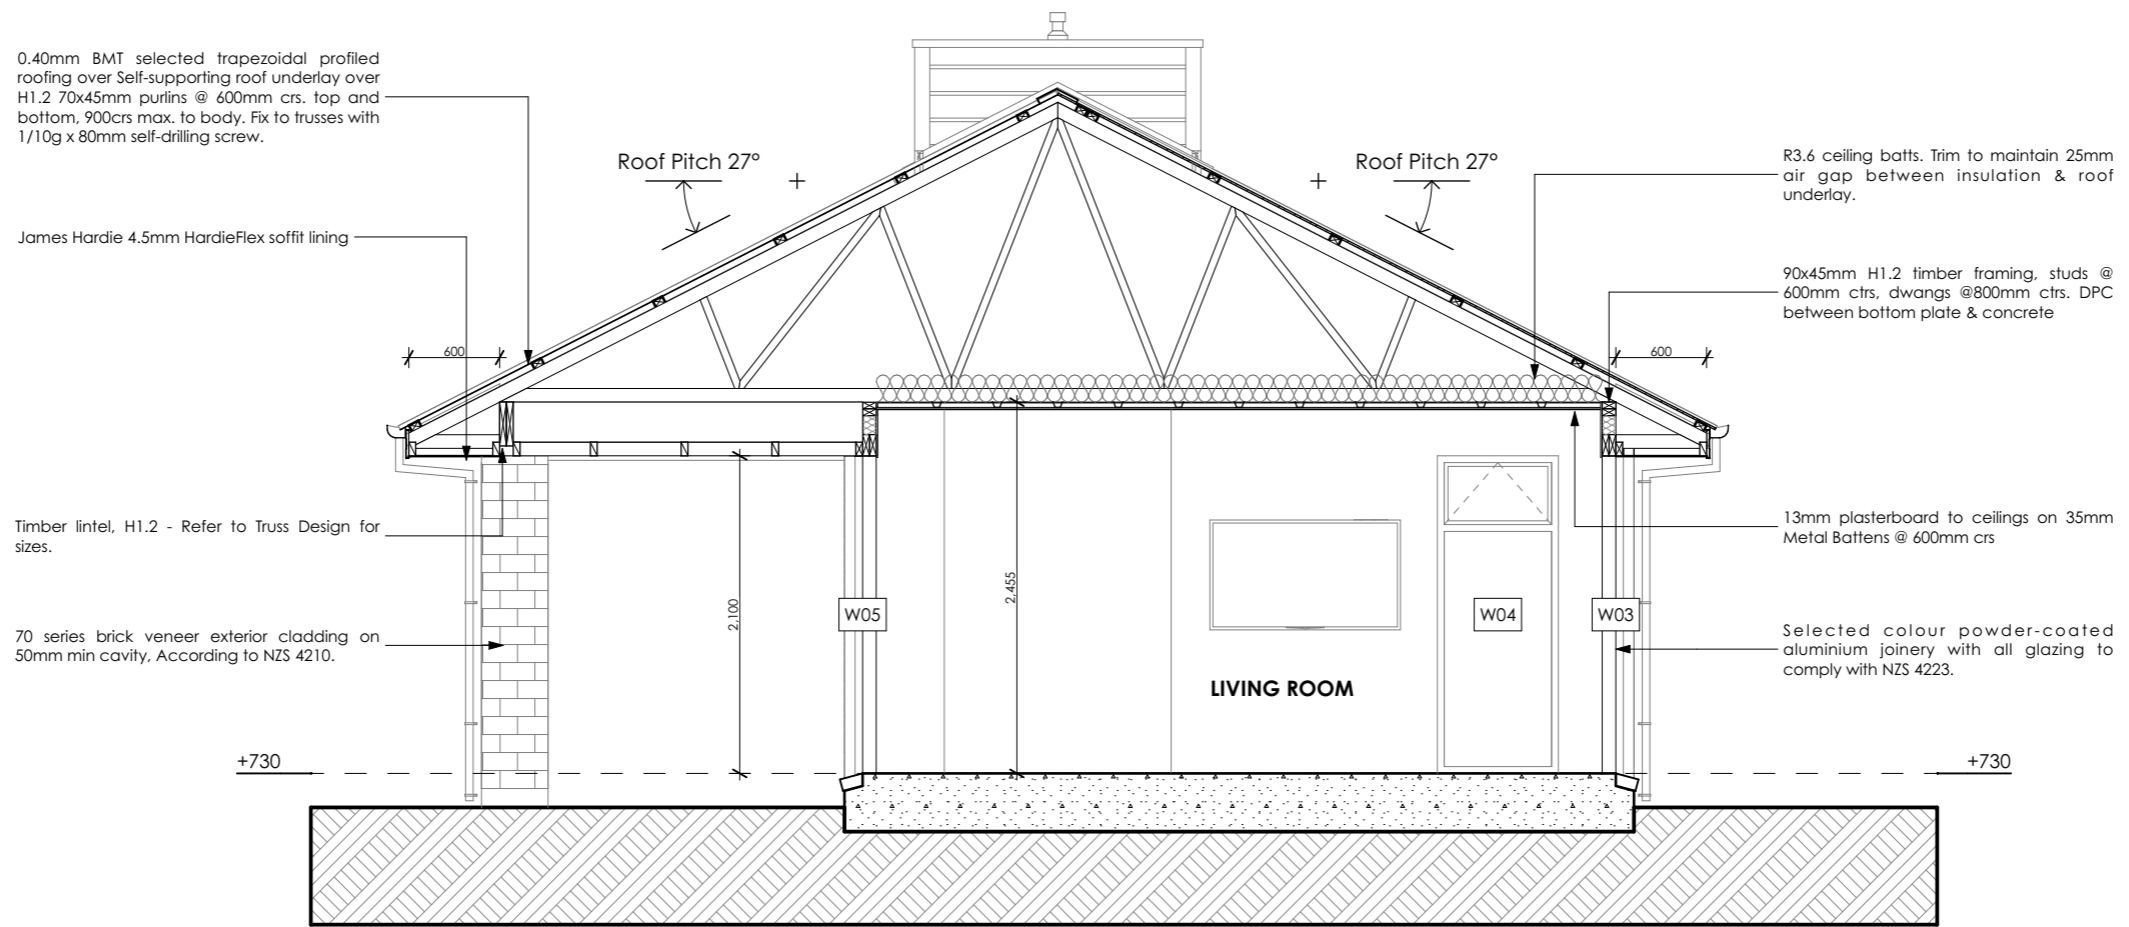 0.40mm BMT selected trapezoidal profiled
roofing over Self-supporting roof underlay over
H1.2 70x45mm purlins @ 600mm crs. top and
bottom, 900crs max. to body. Fix to trusses with
1/10g x 80mm self-drilling screw.
Roof Pitch 27°
Roof Pitch 27°
R3.6 ceiling batts. Trim to maintain 25mm
air gap between insulation & roof
underlay.
James Hardie 4.5mm HardieFlex soffit lining
90x45mm H1.2 timber framing, studs @
600mm ctrs, dwangs @800mm ctrs. DPC
between bottom plate & concrete
600
600
Timber lintel, H1.2 - Refer to Truss Design for
sizes.
13mm plasterboard to ceilings on 35mm
Metal Battens @ 600mm crs
2,100
2,455
W05
W04
W03
70 series brick veneer exterior cladding on
50mm min cavity, According to NZS 4210.
Selected colour powder-coated
aluminium joinery with all glazing to
comply with NZS 4223.
LIVING ROOM
+730
+730